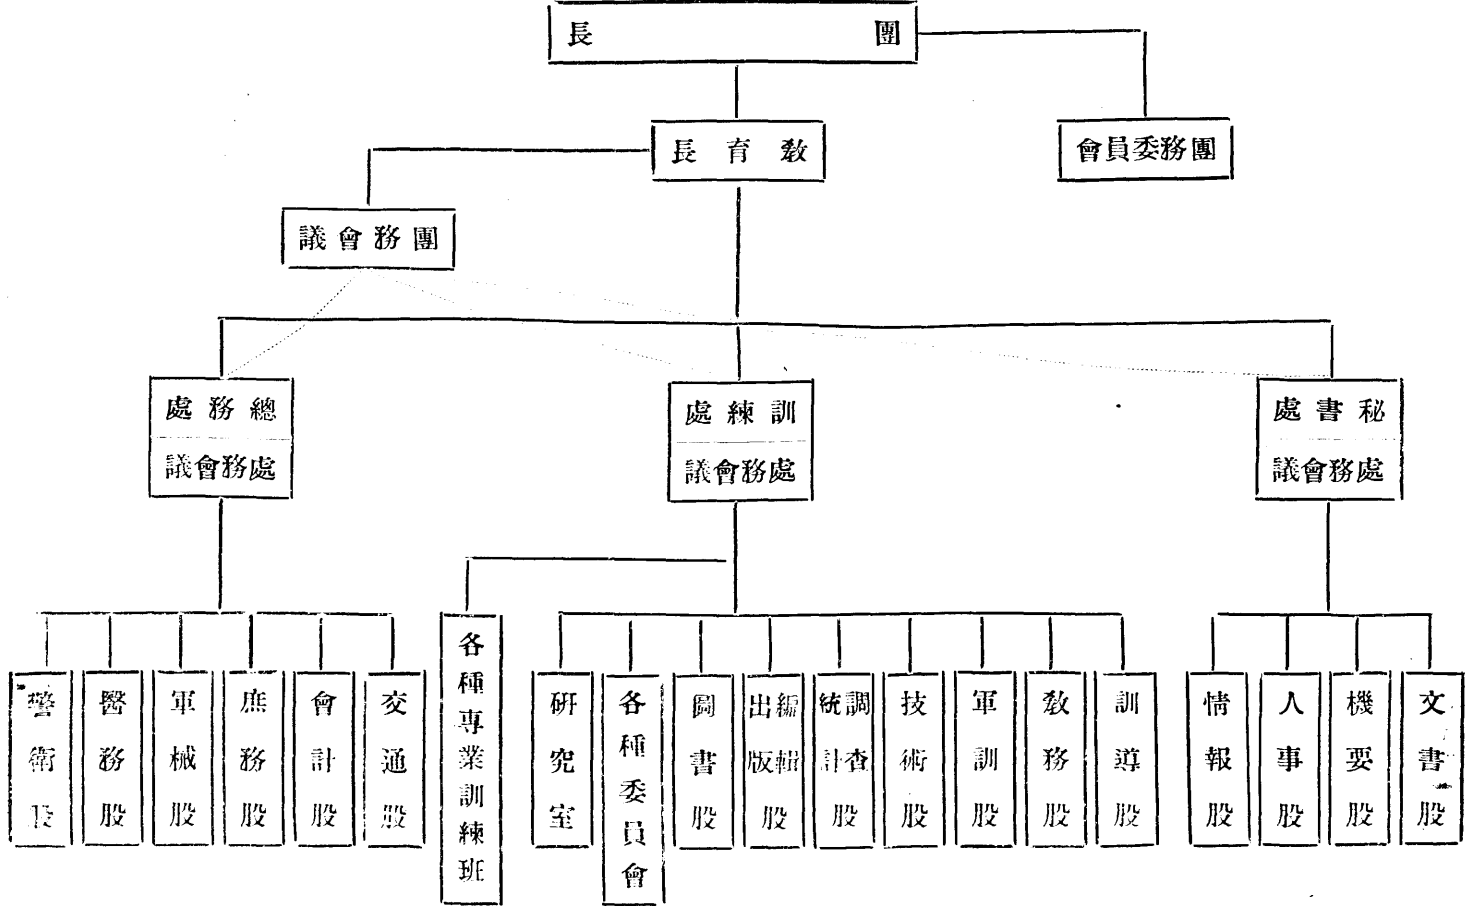 團長
團務委員會
教育長
團務會議
秘書處
處務會議
訓練處
處務會議
總務處
處務會議
文書股
機要股
人事股
情報股
訓導股
教務股
軍訓股
技術股
調查統計股
編輯出版股
圖書股
各種委員會
研究室
各種專業訓練班
交通股
會計股
庶務股
軍械股
醫務股
警衛